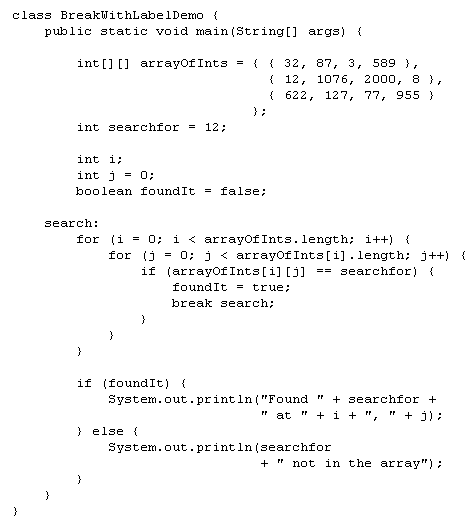 class BreakWithLabelDemo {
    public static void main(String[] args) {

        int[][] arrayOfInts = { { 32, 87, 3, 589 },
                                { 12, 1076, 2000, 8 },
                                { 622, 127, 77, 955 }
                              };
        int searchfor = 12;

        int i;
        int j = 0;
        boolean foundIt = false;

    search:
        for (i = 0; i < arrayOfInts.length; i++) {
            for (j = 0; j < arrayOfInts[i].length; j++) {
                if (arrayOfInts[i][j] == searchfor) {
                    foundIt = true;
                    break search;
                }
            }
        }

        if (foundIt) {
            System.out.println("Found " + searchfor +
                               " at " + i + ", " + j);
        } else {
            System.out.println(searchfor
                               + " not in the array");
        }
    }
}